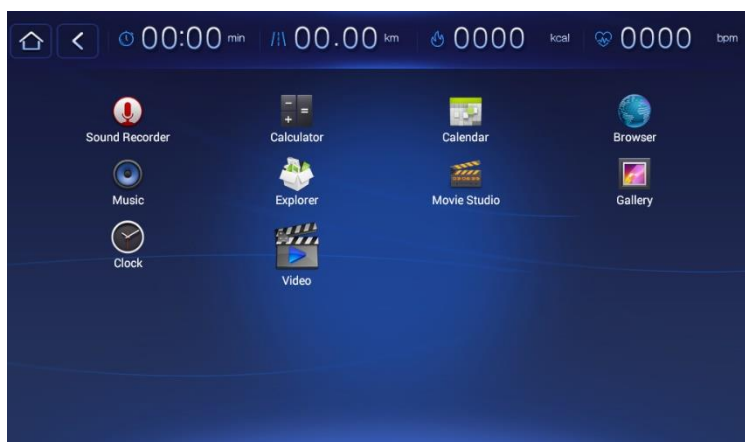 00:00 min 00.00 km 0000 kcal 0000 bpm
Sound Recorder Calculator Calendar Browser
Music Explorer Movie Studio Gallery
Clock Video